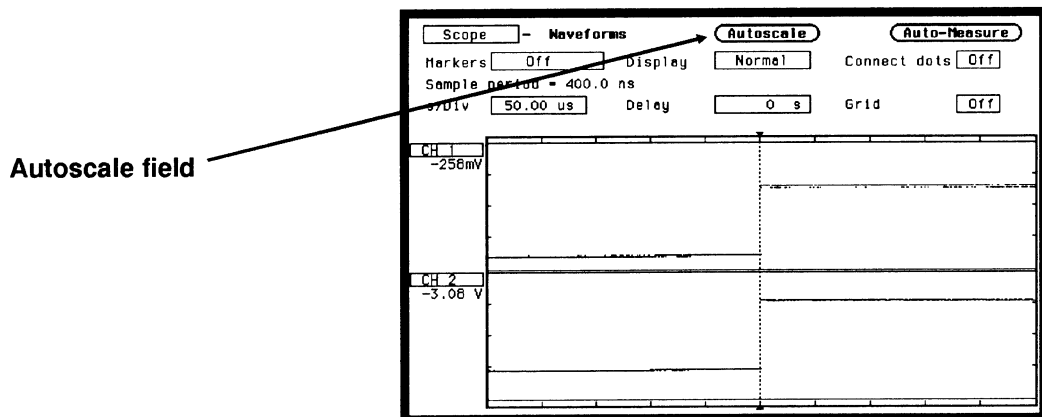 Scope - Waveforms Autoscale Auto-Measure
Markers Off Display Normal Connect dots Off
Sample period = 400.0 ns
s/Div 50.00 us Delay 0 s Grid Off
CH 1
-258mV
Autoscale field
CH 2
-3.08 V